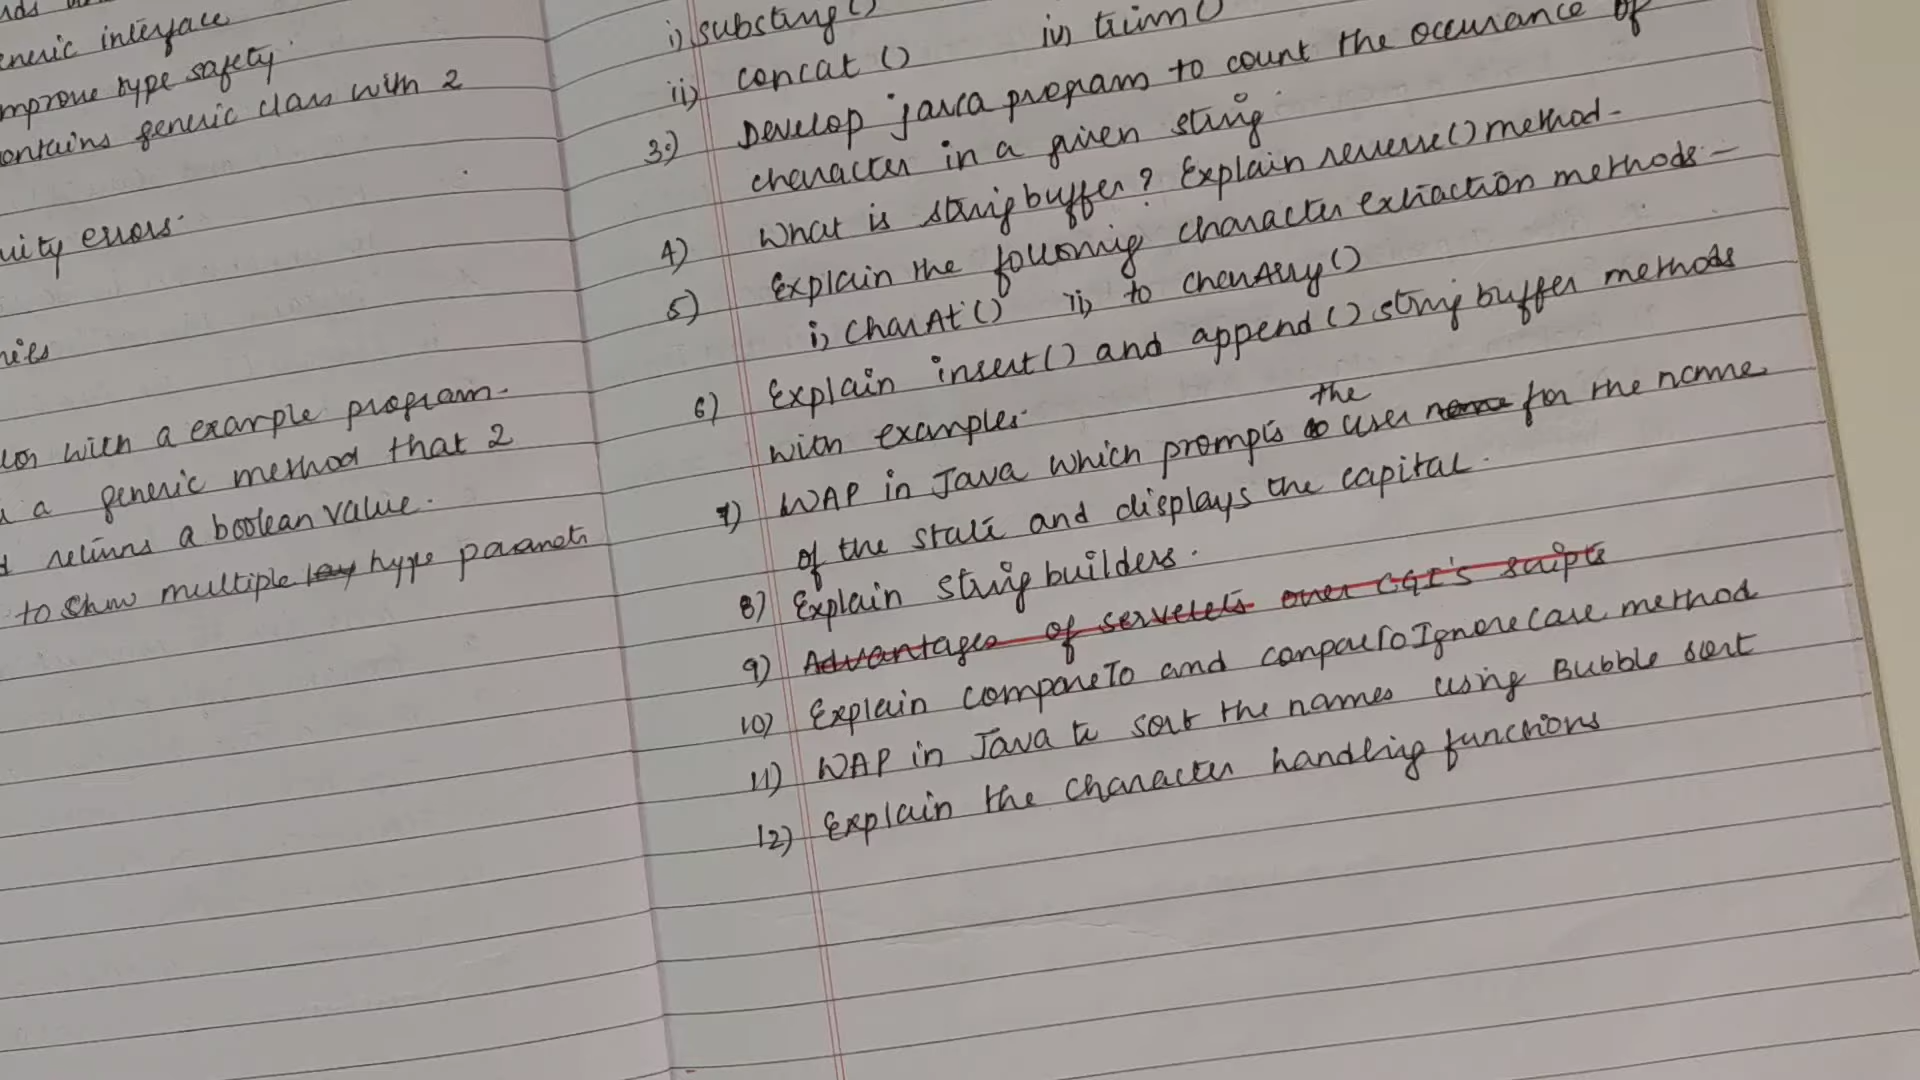 eneric interface
improve type safety.
ontains generic class with 2
uity errors.
with a example program.
a generic method that 2
returns a boolean value.
to show multiple type parameth
i) substring()
iv) trim()
ii) concat ()
3.) Develop java program to count the occurance of
character in a given string
4) What is string buffer? Explain reverse() method-
5) Explain the following character extraction methods:-
i, CharAt() ii, to charArry()
6) Explain insert() and append() string buffer methods
with examples.
7) WAP in Java which prompts the user for the name
of the state and displays the capital.
8) Explain string builders.
9) Advantages of servelets over CGI's scripts
10) Explain compareTo and compareToIgnoreCase method
11) WAP in Java to sort the names using Bubble sort
12) Explain the character handling functions